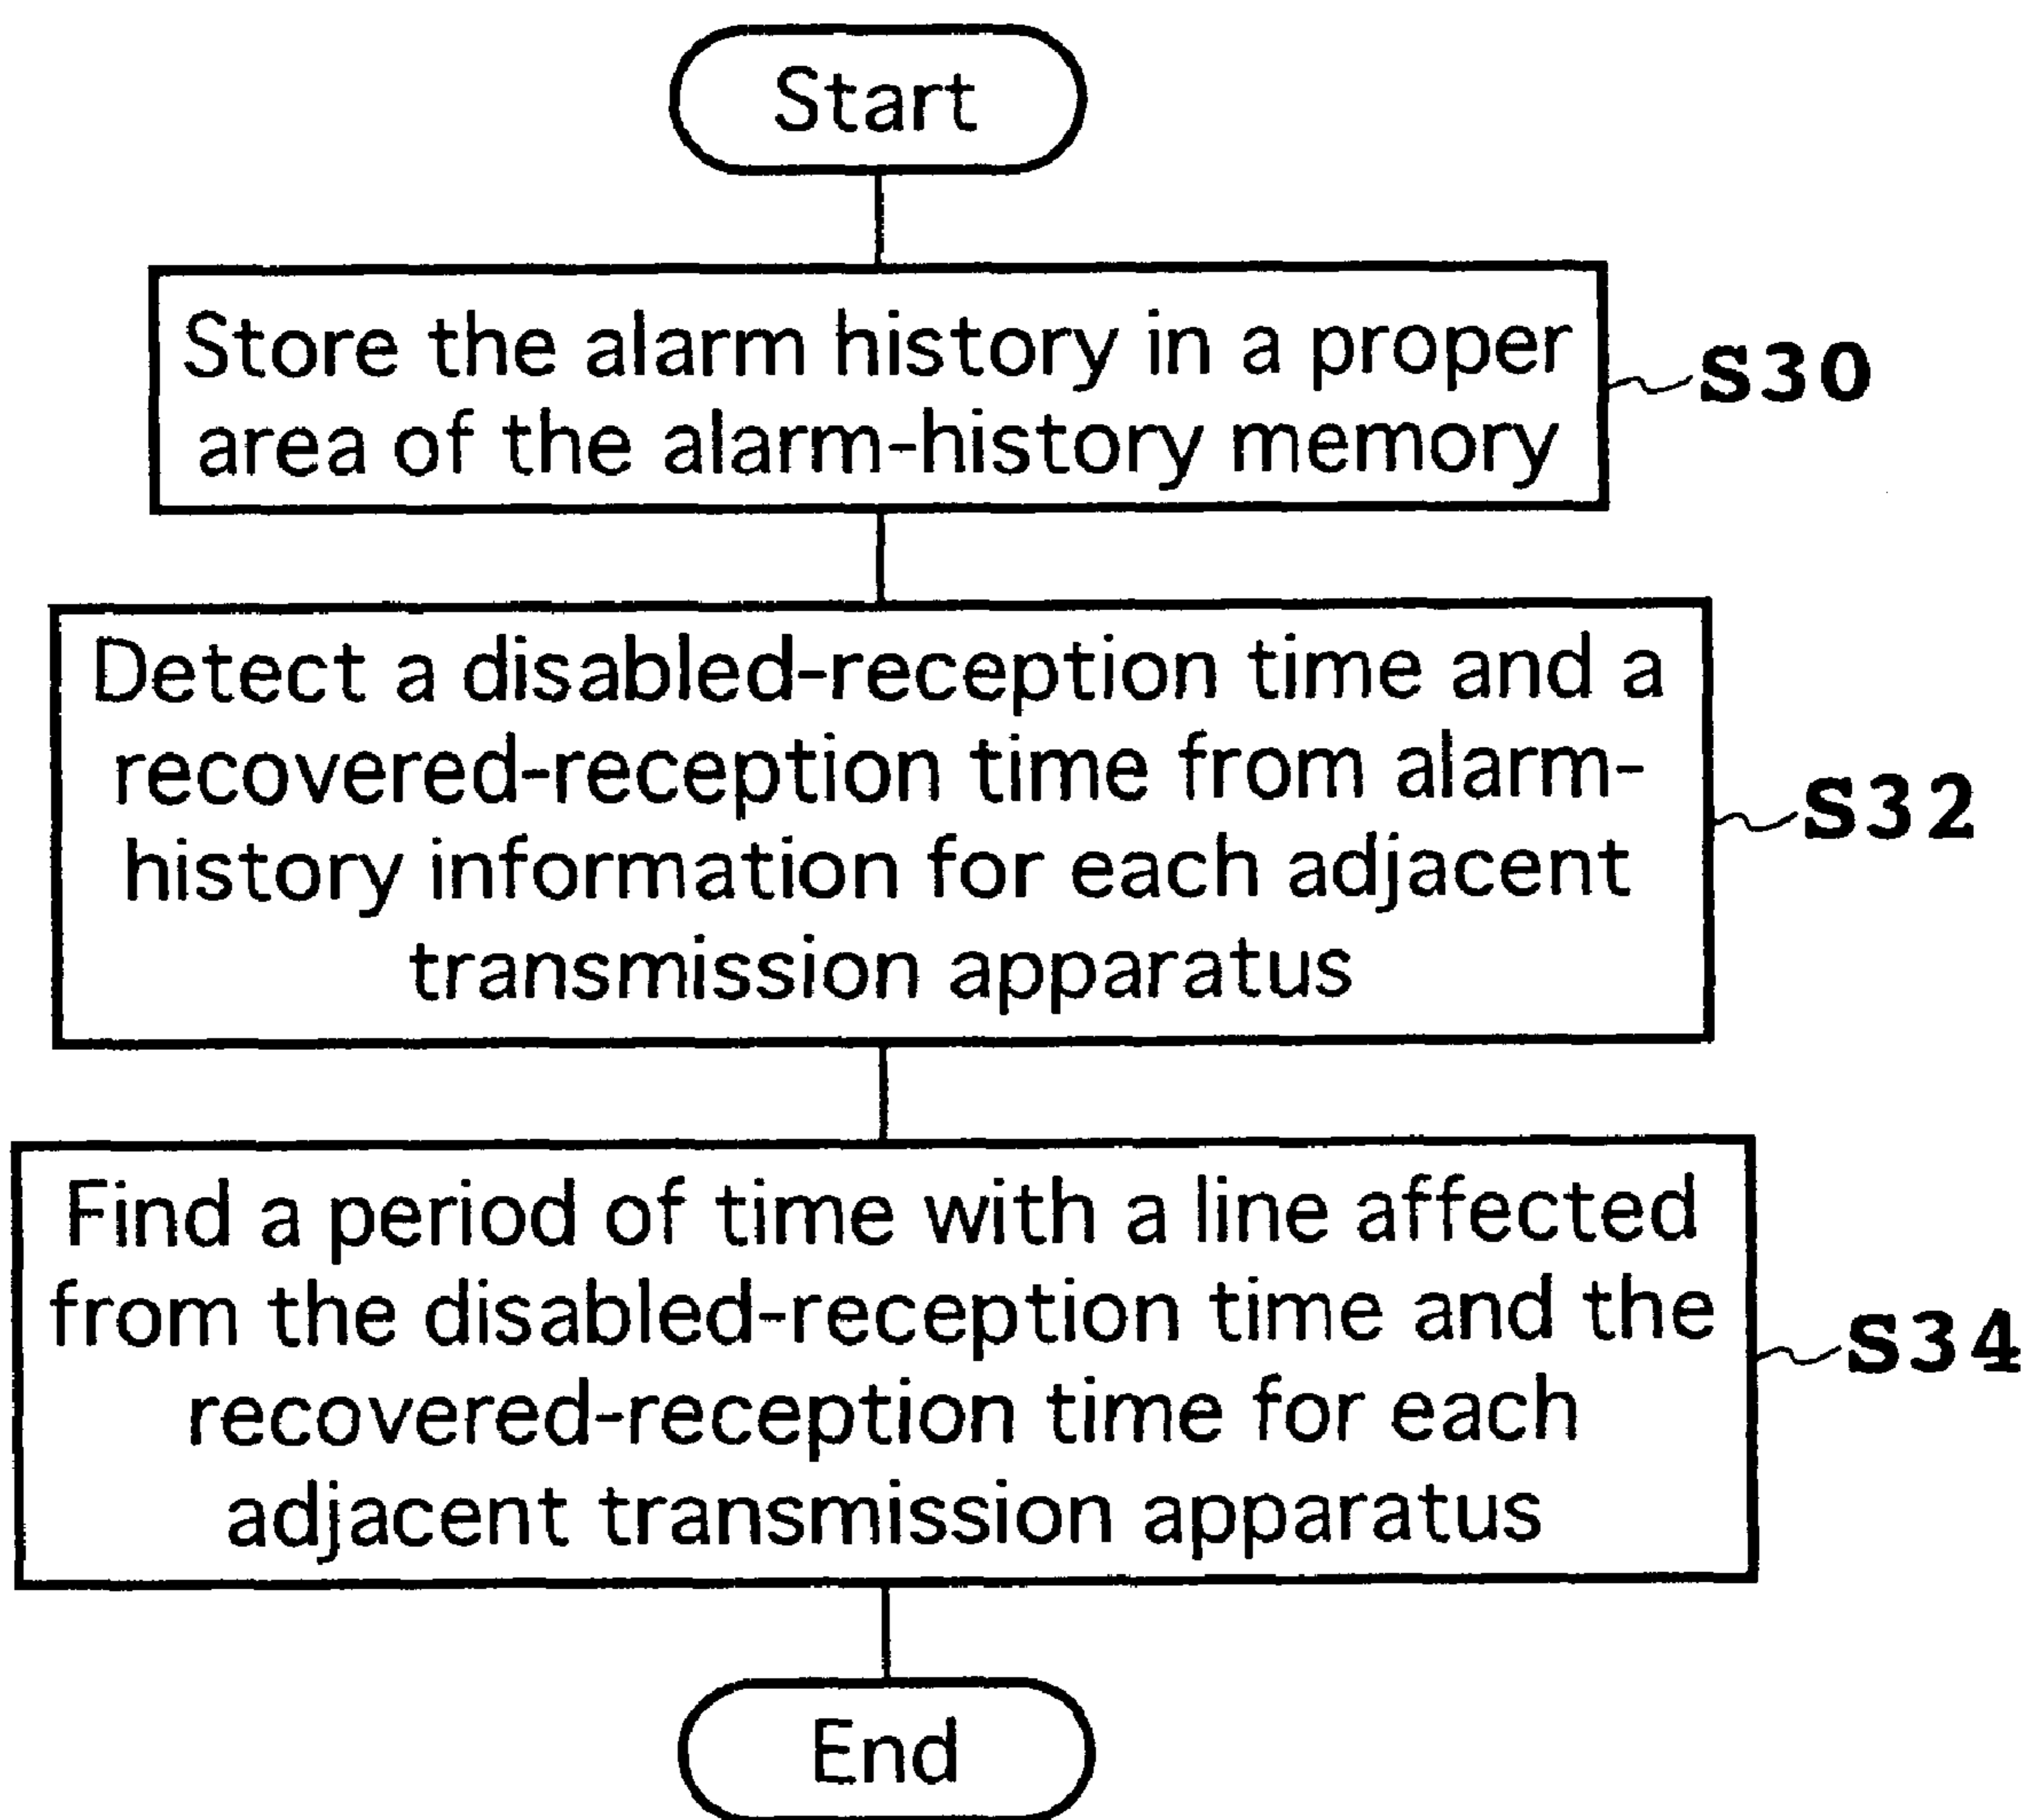 Start
Store the alarm history in a proper
area of the alarm-history memory
S30
Detect a disabled-reception time and a
recovered-reception time from alarm-
history information for each adjacent
transmission apparatus
S32
Find a period of time with a line affected
from the disabled-reception time and the
recovered-reception time for each
adjacent transmission apparatus
S34
End